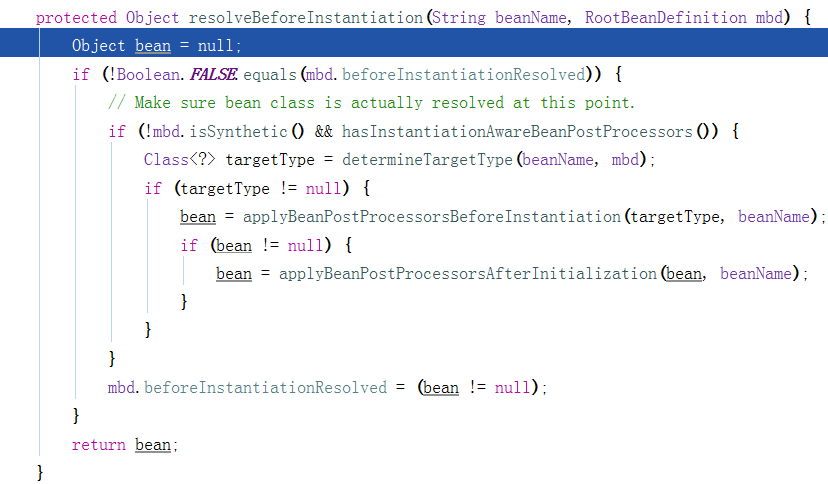 protected Object resolveBeforeInstantiation(String beanName, RootBeanDefinition mbd) {
Object bean = null;
if (!Boolean.FALSE.equals(mbd.beforeInstantiationResolved)) {
// Make sure bean class is actually resolved at this point.
if (!mbd.isSynthetic() && hasInstantiationAwareBeanPostProcessors()) {
Class<?> targetType = determineTargetType(beanName, mbd);
if (targetType != null) {
bean = applyBeanPostProcessorsBeforeInstantiation(targetType, beanName);
if (bean != null) {
bean = applyBeanPostProcessorsAfterInitialization(bean, beanName);
}
}
}
mbd.beforeInstantiationResolved = (bean != null);
}
return bean;
}